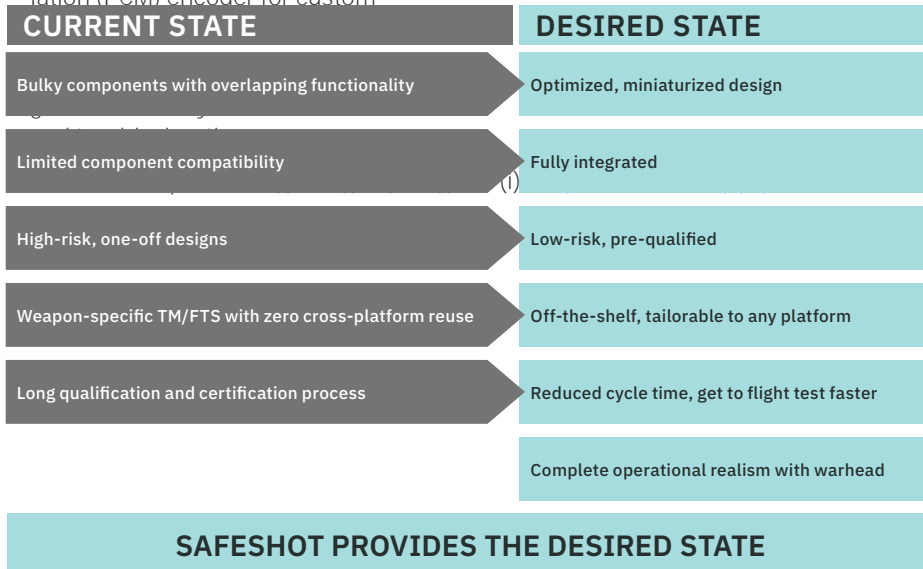 CURRENT STATE
DESIRED STATE
Bulky components with overlapping functionality
Optimized, miniaturized design
Limited component compatibility
Fully integrated
(i)
High-risk, one-off designs
Low-risk, pre-qualified
Weapon-specific TM/FTS with zero cross-platform reuse
Off-the-shelf, tailorable to any platform
Long qualification and certification process
Reduced cycle time, get to flight test faster
Complete operational realism with warhead
SAFESHOT PROVIDES THE DESIRED STATE